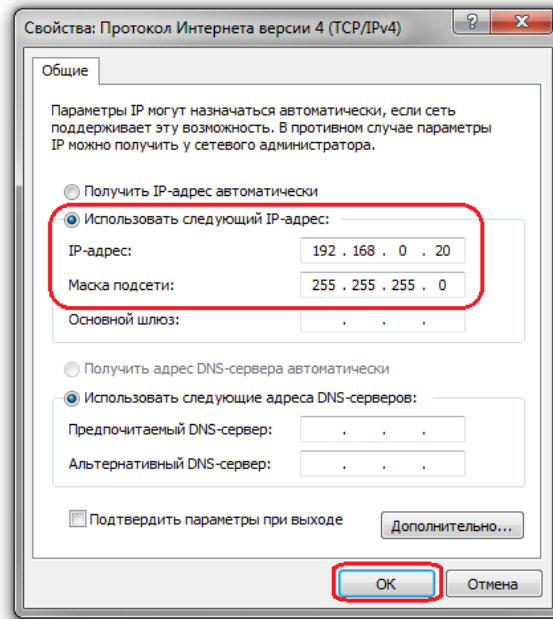 Свойства: Протокол Интернета версии 4 (TCP/IPv4)
Общие
Параметры IP могут назначаться автоматически, если сеть
поддерживает эту возможность. В противном случае параметры
IP можно получить у сетевого администратора.
Получить IP-адрес автоматически
Использовать следующий IP-адрес:
IP-адрес: 192 . 168 . 0 . 20
Маска подсети: 255 . 255 . 255 . 0
Основной шлюз: . . .
Получить адрес DNS-сервера автоматически
Использовать следующие адреса DNS-серверов:
Предпочитаемый DNS-сервер: . . .
Альтернативный DNS-сервер: . . .
Подтвердить параметры при выходе
Дополнительно...
ОК Отмена